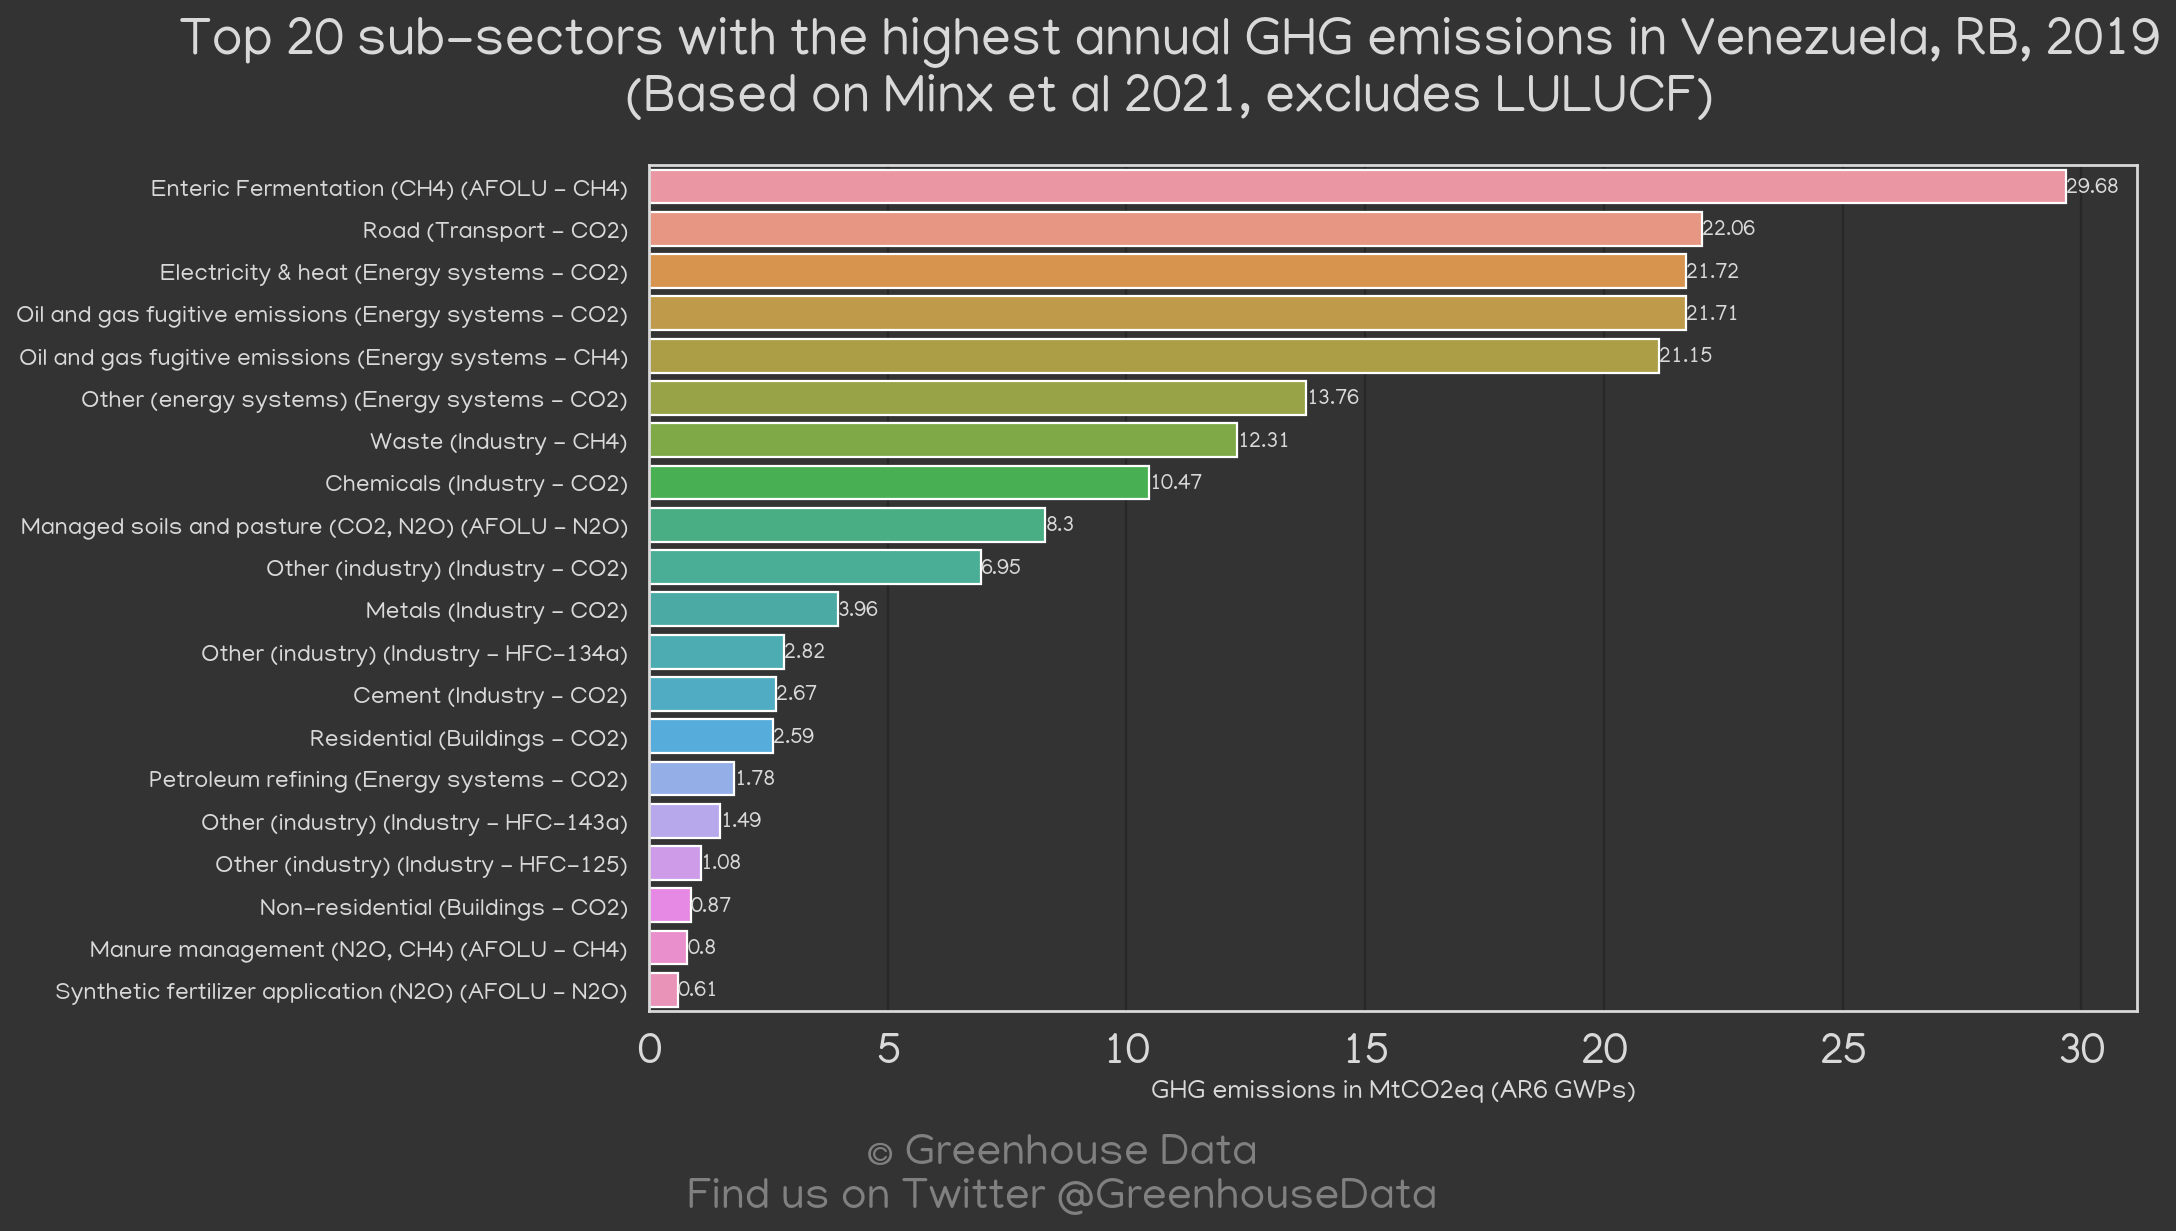 Top 20 sub-sectors with the highest annual GHG emissions in Venezuela, RB, 2019
(Based on Minx et al 2021, excludes LULUCF)
Enteric Fermentation (CH4) (AFOLU - CH4) 29.68
Road (Transport - CO2) 22.06
Electricity & heat (Energy systems - CO2) 21.72
Oil and gas fugitive emissions (Energy systems - CO2) 21.71
Oil and gas fugitive emissions (Energy systems - CH4) 21.15
Other (energy systems) (Energy systems - CO2) 13.76
Waste (Industry - CH4) 12.31
Chemicals (Industry - CO2) 10.47
Managed soils and pasture (CO2, N2O) (AFOLU - N2O) 8.3
Other (industry) (Industry - CO2) 6.95
Metals (Industry - CO2) 3.96
Other (industry) (Industry - HFC-134a) 2.82
Cement (Industry - CO2) 2.67
Residential (Buildings - CO2) 2.59
Petroleum refining (Energy systems - CO2) 1.78
Other (industry) (Industry - HFC-143a) 1.49
Other (industry) (Industry - HFC-125) 1.08
Non-residential (Buildings - CO2) 0.87
Manure management (N2O, CH4) (AFOLU - CH4) 0.8
Synthetic fertilizer application (N2O) (AFOLU - N2O) 0.61
0 5 10 15 20 25 30
GHG emissions in MtCO2eq (AR6 GWPs)
© Greenhouse Data
Find us on Twitter @GreenhouseData